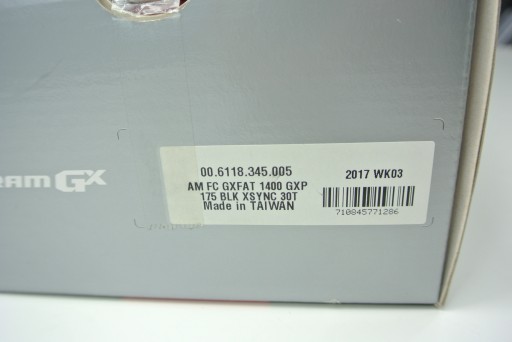 RAM GX
00.6118.345.005
AM FC GXFAT 1400 GXP
175 BLK XSYNC 30T
Made in TAIWAN
2017 WK03
710845771286